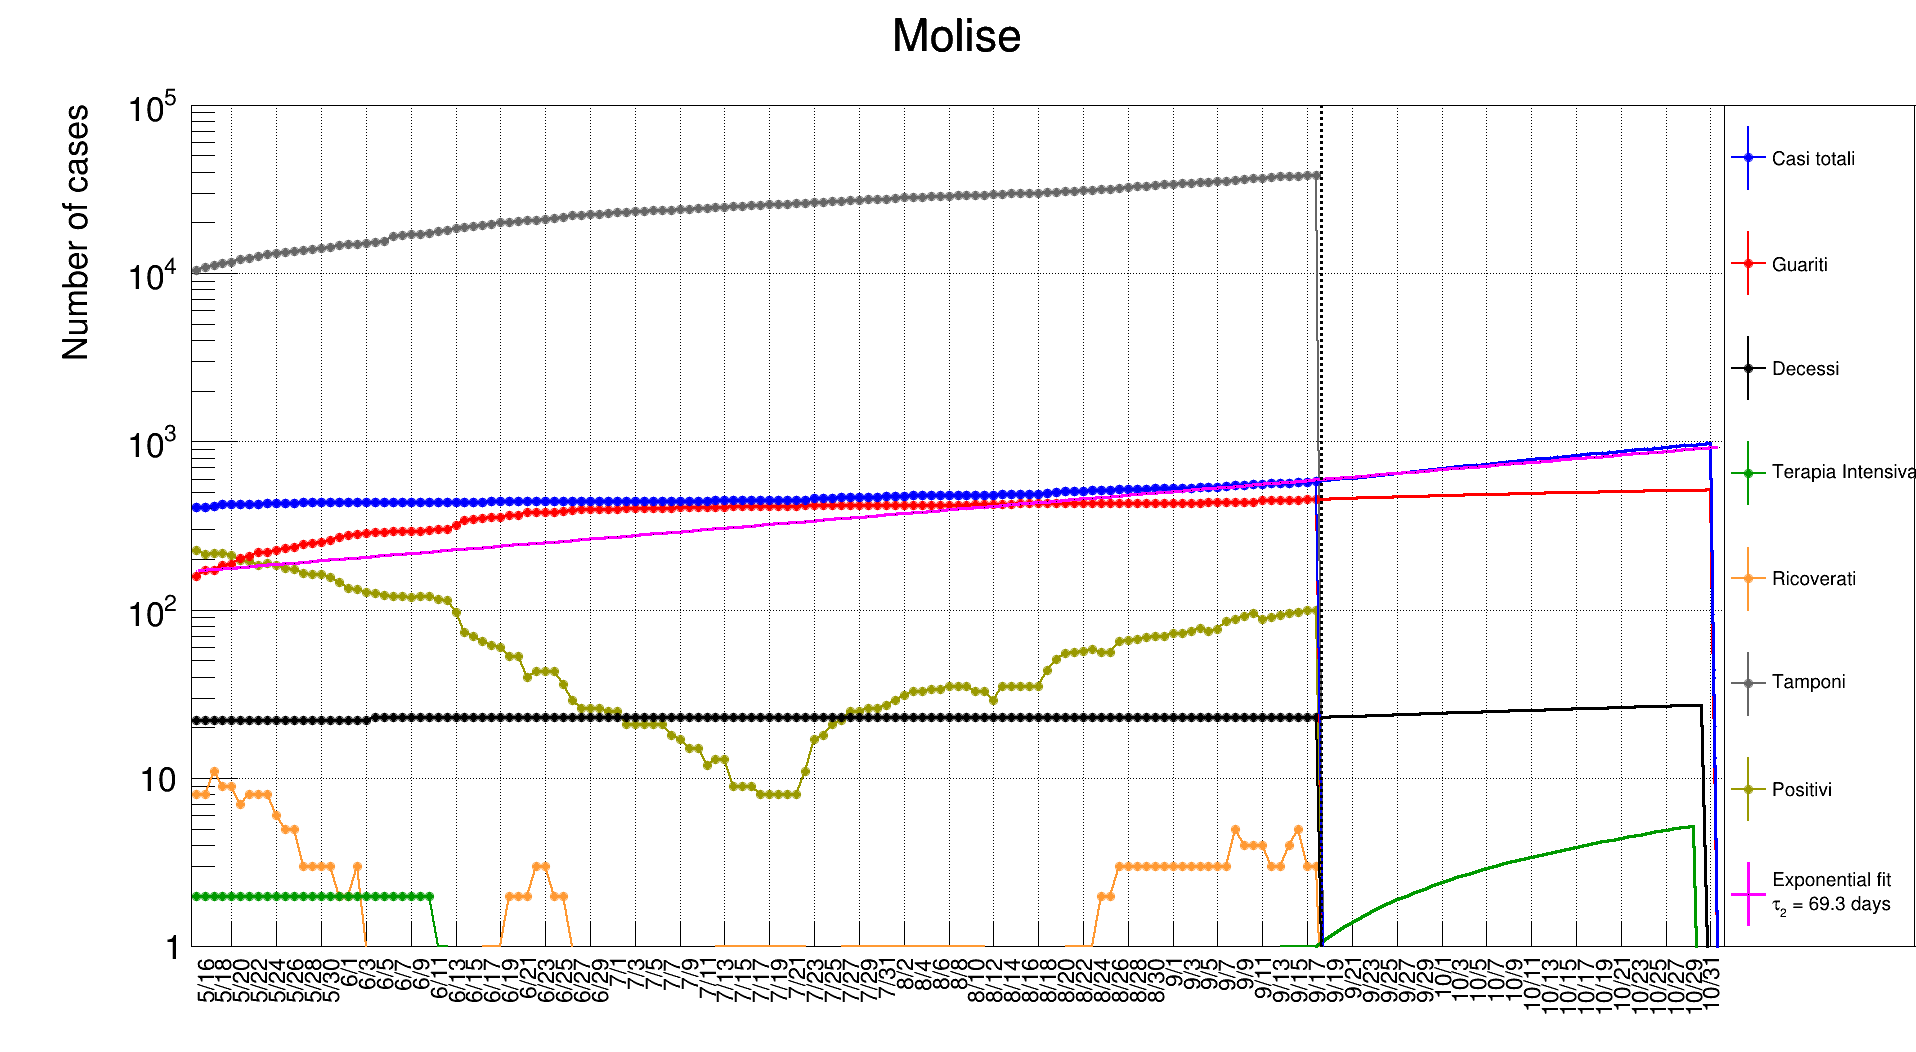 Molise
Number of cases
10^5
10^4
10^3
10^2
10
1
Casi totali
Guariti
Decessi
Terapia Intensiva
Ricoverati
Tamponi
Positivi
Exponential fit
τ₂ = 69.3 days
5/16 5/18 5/20 5/22 5/24 5/26 5/28 5/30 6/1 6/3 6/5 6/7 6/9 6/11 6/13 6/15 6/17 6/19 6/21 6/23 6/25 6/27 6/29 7/1 7/3 7/5 7/7 7/9 7/11 7/13 7/15 7/17 7/19 7/21 7/23 7/25 7/27 7/29 7/31 8/2 8/4 8/6 8/8 8/10 8/12 8/14 8/16 8/18 8/20 8/22 8/24 8/26 8/28 8/30 9/1 9/3 9/5 9/7 9/9 9/11 9/13 9/15 9/17 9/19 9/21 9/23 9/25 9/27 9/29 10/1 10/3 10/5 10/7 10/9 10/11 10/13 10/15 10/17 10/19 10/21 10/23 10/25 10/27 10/29 10/31